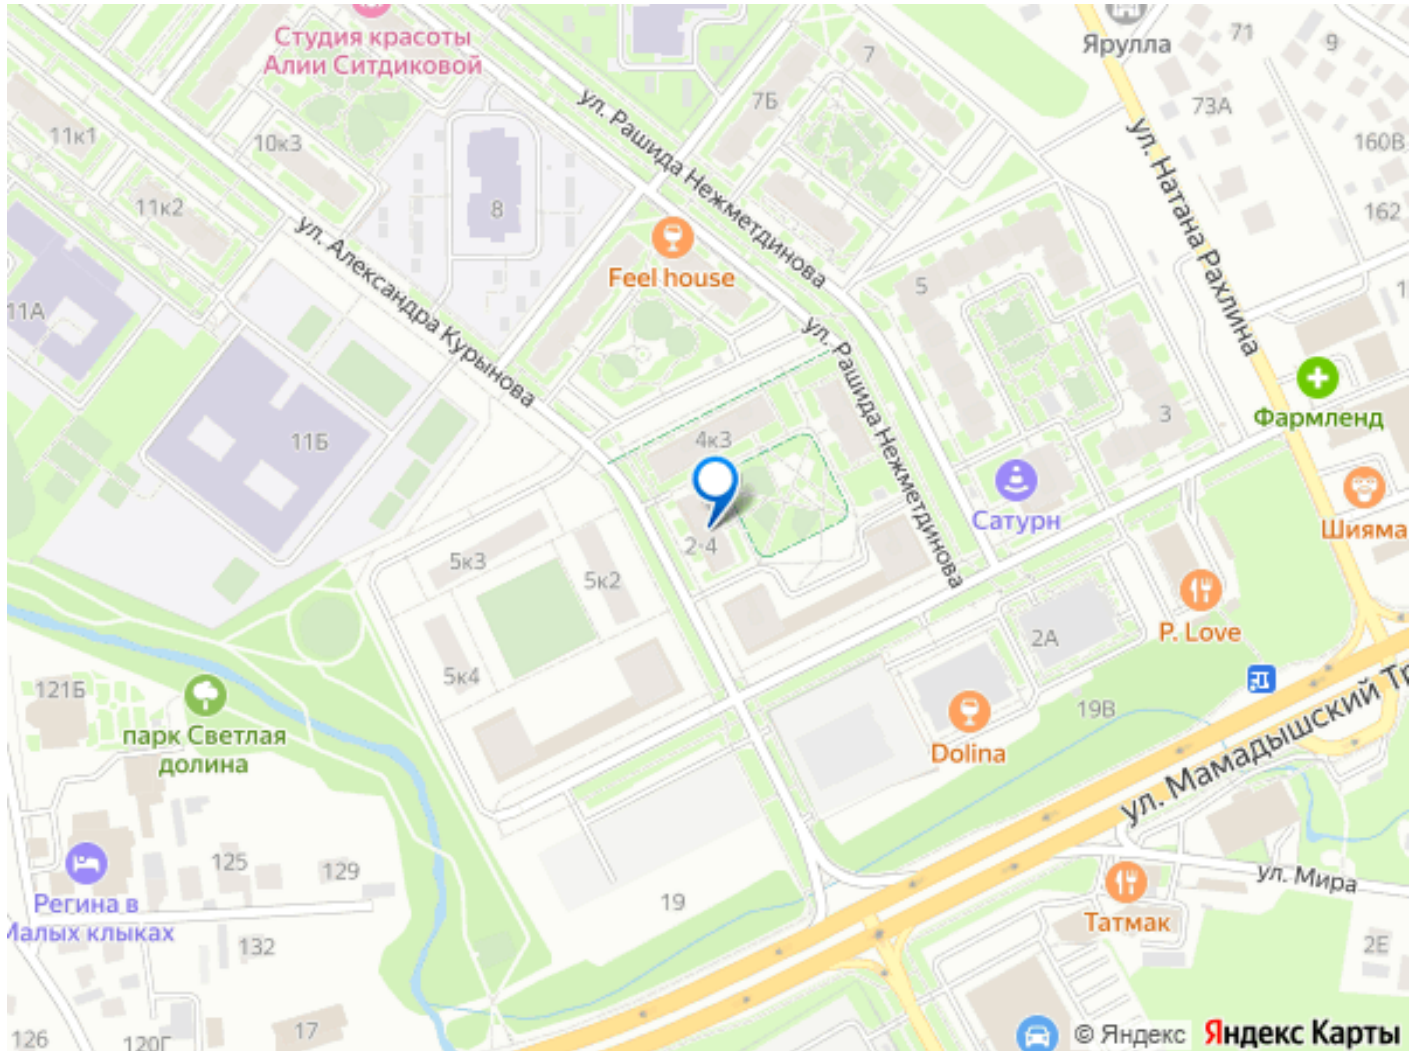 Студия красоты
Алии Ситдиковой
Ярулла
71
9
7
7Б
73А
160В
11к1
10к3
ул. Рашида Нежметдинова
ул. Натана Рахлина
11к2
8
162
ул. Александра Курынова
Feel house
5
11А
ул. Рашида Нежметдинова
Фармленд
11Б
4к3
3
Сатурн
Шияма
2-4
5к3
5к2
2А
P. Love
5к4
121Б
парк Светлая
долина
19В
Dolina
ул. Мамадышский Тр
125
129
ул. Мира
Регина в
Малых клыках
19
Татмак
132
2Е
126
120Г
17
© Яндекс Яндекс Карты